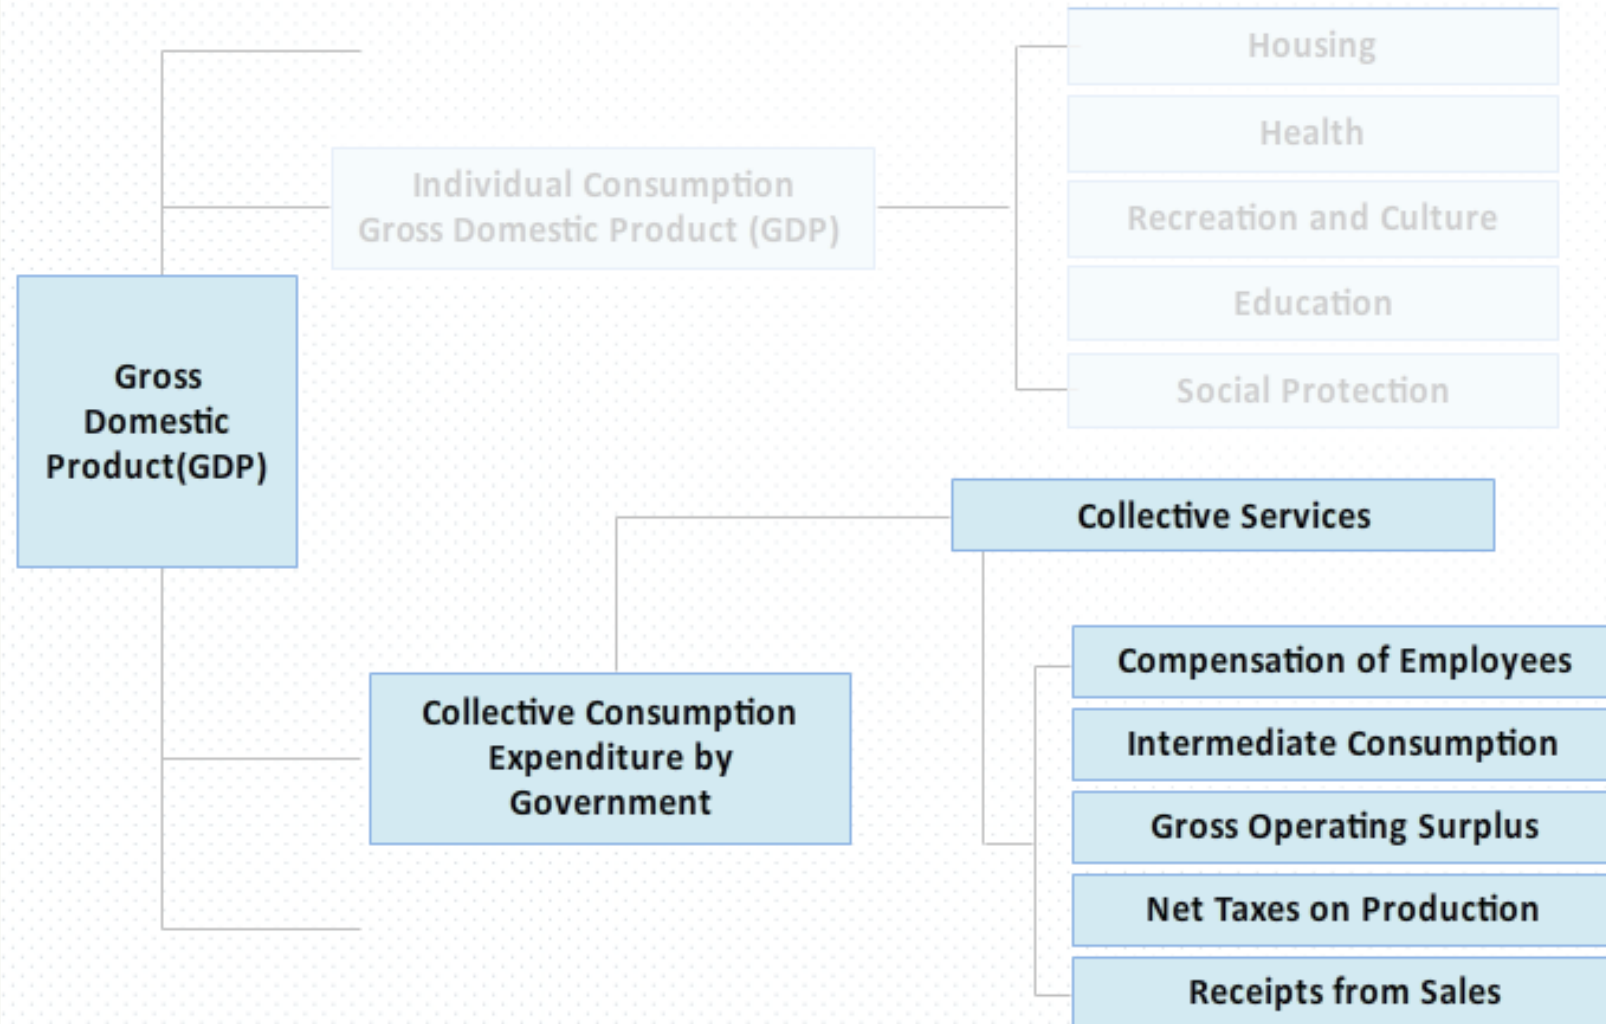 Housing
Health
Individual Consumption
Gross Domestic Product (GDP)
Recreation and Culture
Education
Social Protection
Gross
Domestic
Product(GDP)
Collective Services
Compensation of Employees
Collective Consumption
Expenditure by
Government
Intermediate Consumption
Gross Operating Surplus
Net Taxes on Production
Receipts from Sales